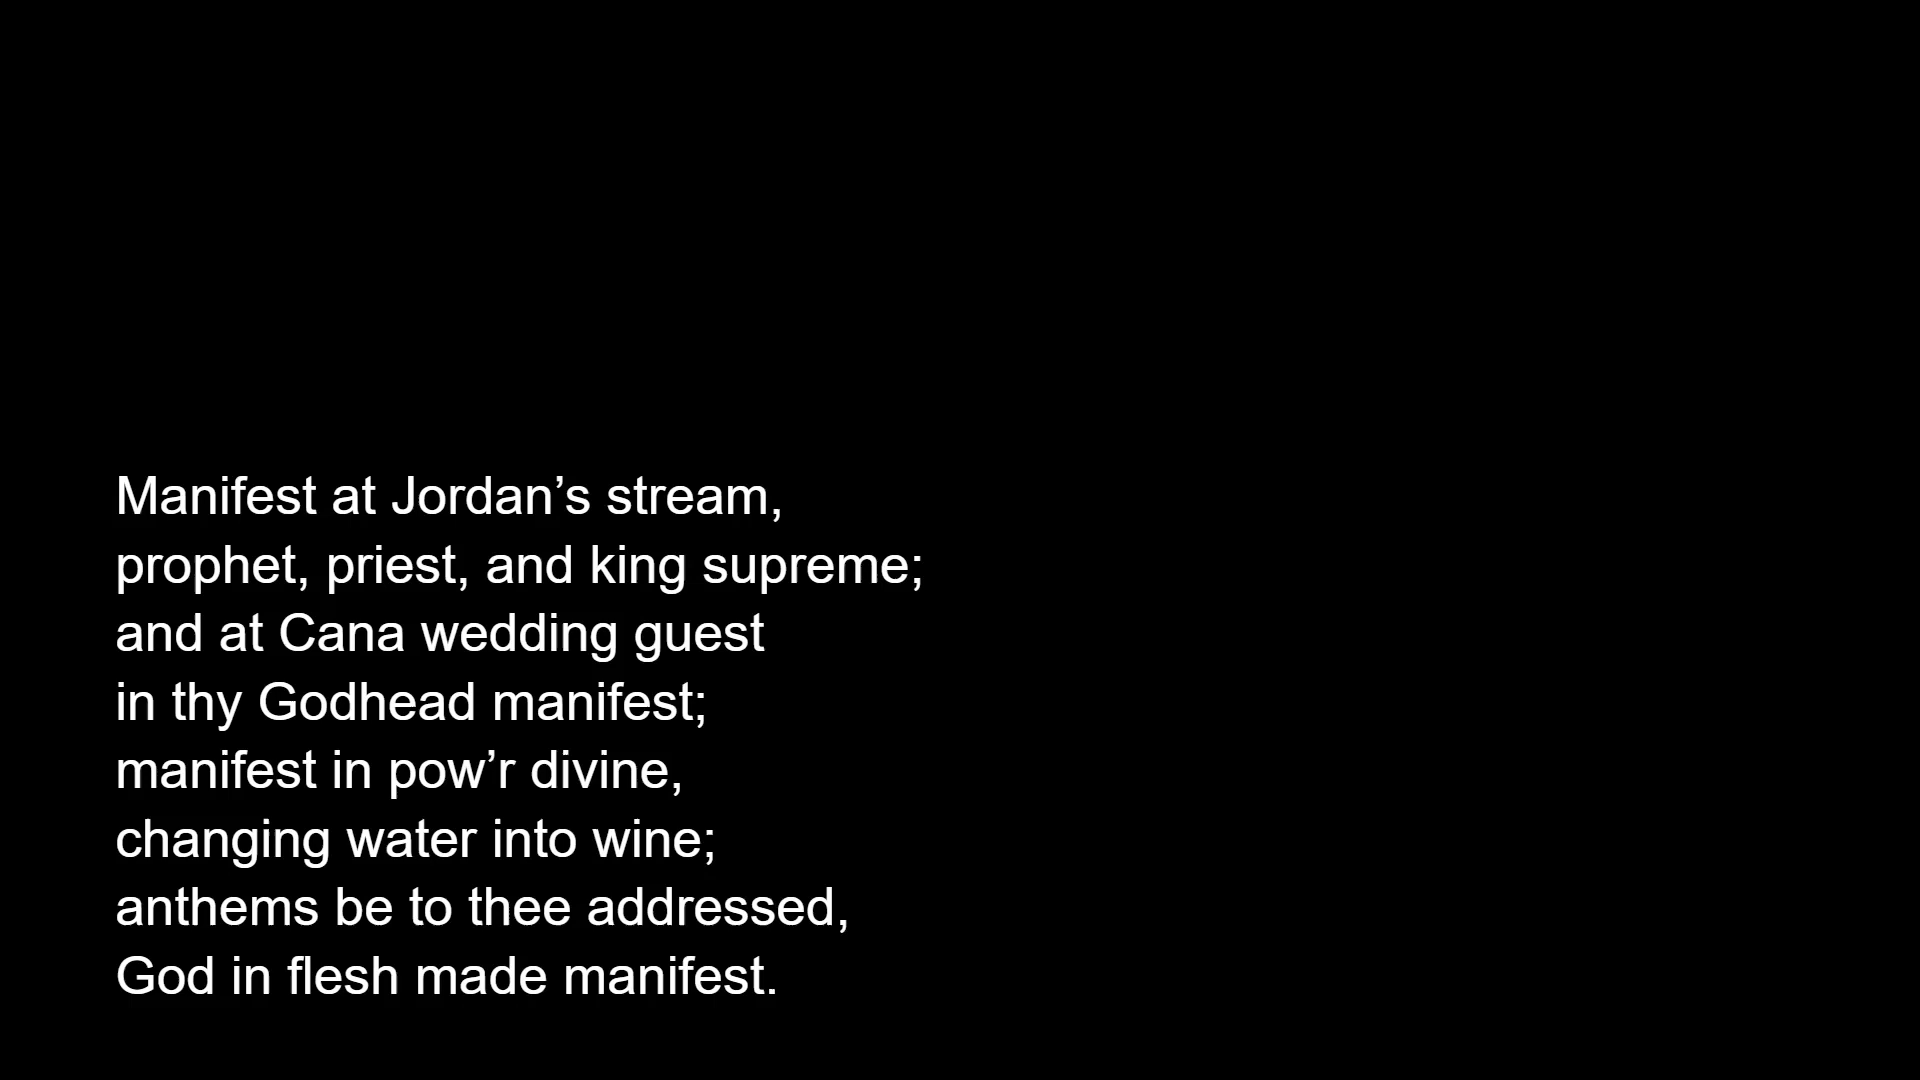 Manifest at Jordan’s stream,
prophet, priest, and king supreme;
and at Cana wedding guest
in thy Godhead manifest;
manifest in pow’r divine,
changing water into wine;
anthems be to thee addressed,
God in flesh made manifest.